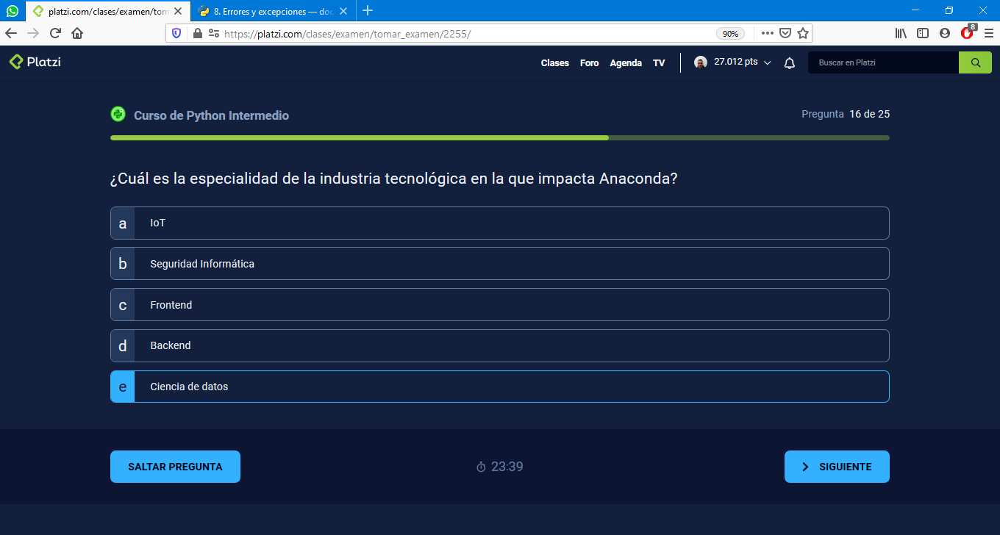 platzi.com/clases/examen/tom
8. Errores y excepciones — doc
https://platzi.com/clases/examen/tomar_examen/2255/
90%
8
Platzi
Clases
Foro
Agenda
TV
27.012 pts
Buscar en Platzi
Curso de Python Intermedio
Pregunta 16 de 25
¿Cuál es la especialidad de la industria tecnológica en la que impacta Anaconda?
a IoT
b Seguridad Informática
c Frontend
d Backend
e Ciencia de datos
SALTAR PREGUNTA
23:39
SIGUIENTE